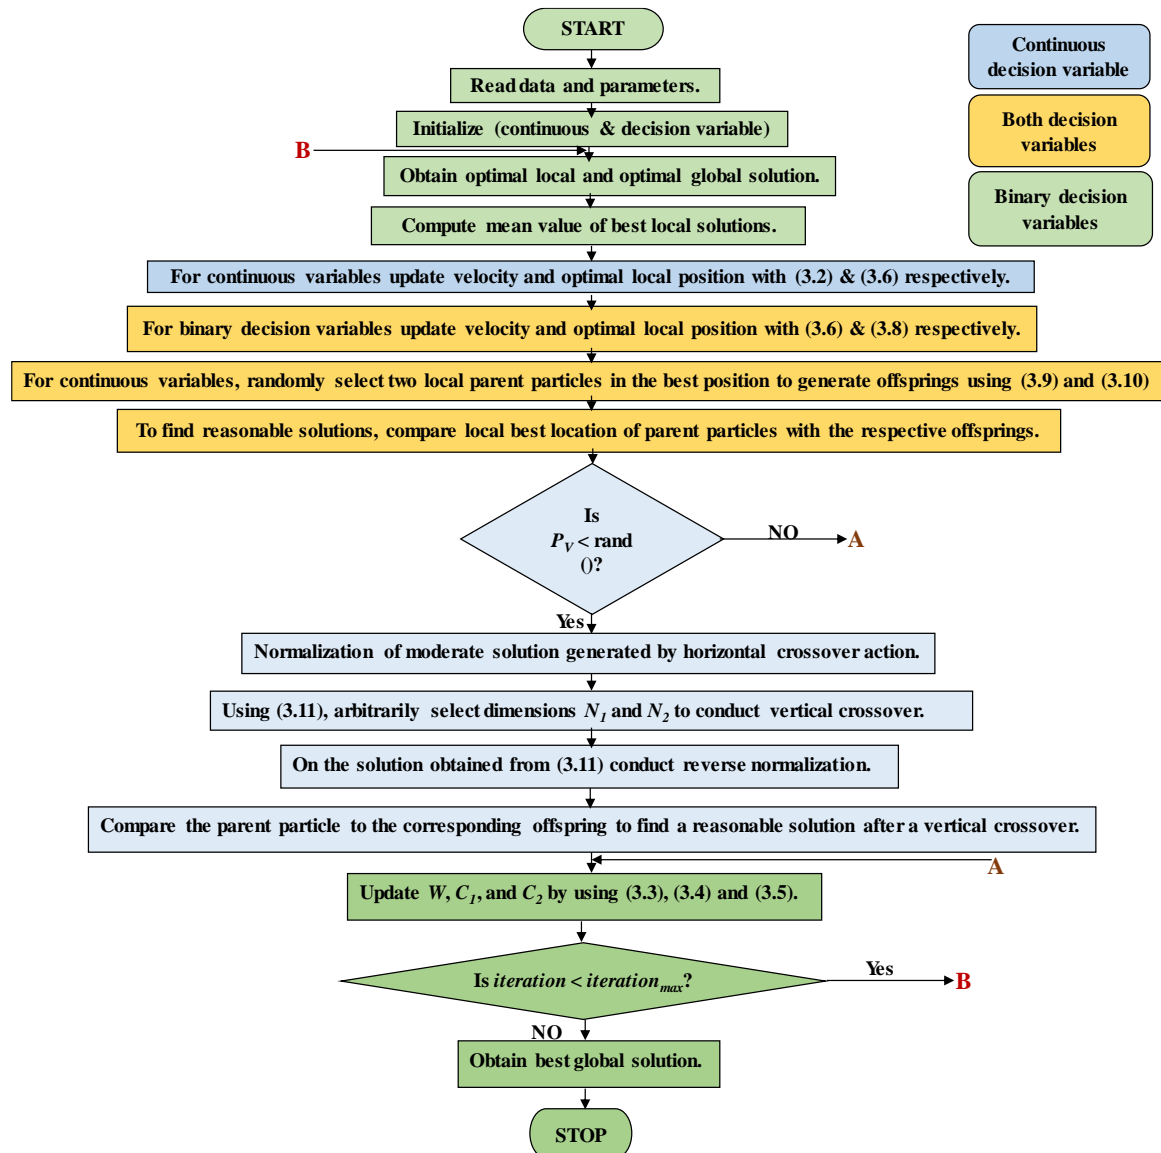 START
Continuous
decision variable
Read data and parameters.
Both decision
variables
Initialize (continuous & decision variable)
B
Obtain optimal local and optimal global solution.
Binary decision
variables
Compute mean value of best local solutions.
For continuous variables update velocity and optimal local position with (3.2) & (3.6) respectively.
For binary decision variables update velocity and optimal local position with (3.6) & (3.8) respectively.
For continuous variables, randomly select two local parent particles in the best position to generate offsprings using (3.9) and (3.10)
To find reasonable solutions, compare local best location of parent particles with the respective offsprings.
Is
P_V < rand
()?
NO
A
Yes
Normalization of moderate solution generated by horizontal crossover action.
Using (3.11), arbitrarily select dimensions N_1 and N_2 to conduct vertical crossover.
On the solution obtained from (3.11) conduct reverse normalization.
Compare the parent particle to the corresponding offspring to find a reasonable solution after a vertical crossover.
A
Update W, C_1, and C_2 by using (3.3), (3.4) and (3.5).
Is iteration < iteration_max?
Yes
B
NO
Obtain best global solution.
STOP